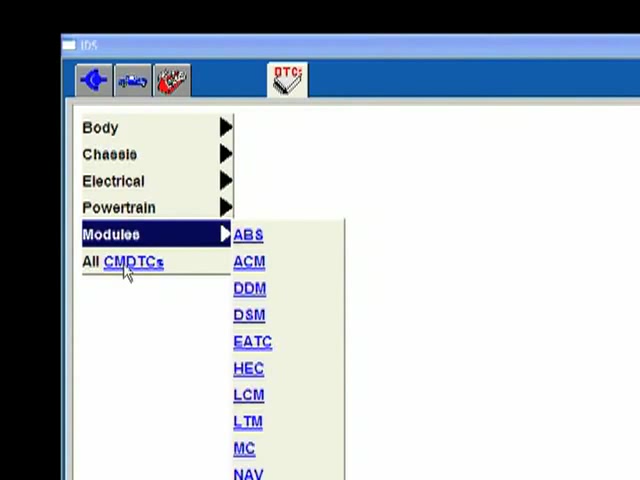 IDS
DTCs
Body
Chassis
Electrical
Powertrain
Modules
All CMDTCs
ABS
ACM
DDM
DSM
EATC
HEC
LCM
LTM
MC
NAV